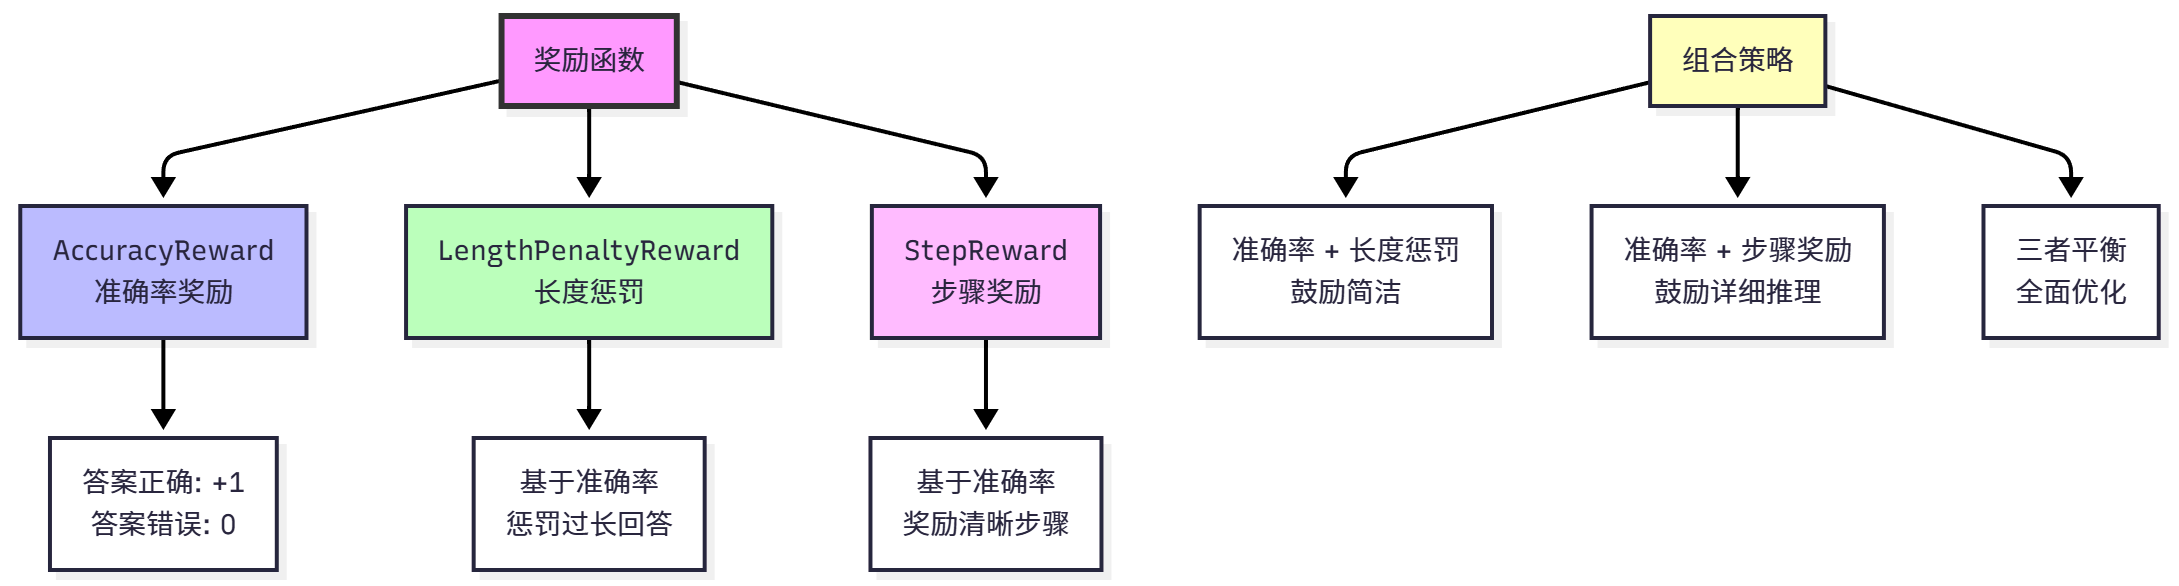 奖励函数
AccuracyReward
准确率奖励
LengthPenaltyReward
长度惩罚
StepReward
步骤奖励
答案正确: +1
答案错误: 0
基于准确率
惩罚过长回答
基于准确率
奖励清晰步骤
组合策略
准确率 + 长度惩罚
鼓励简洁
准确率 + 步骤奖励
鼓励详细推理
三者平衡
全面优化